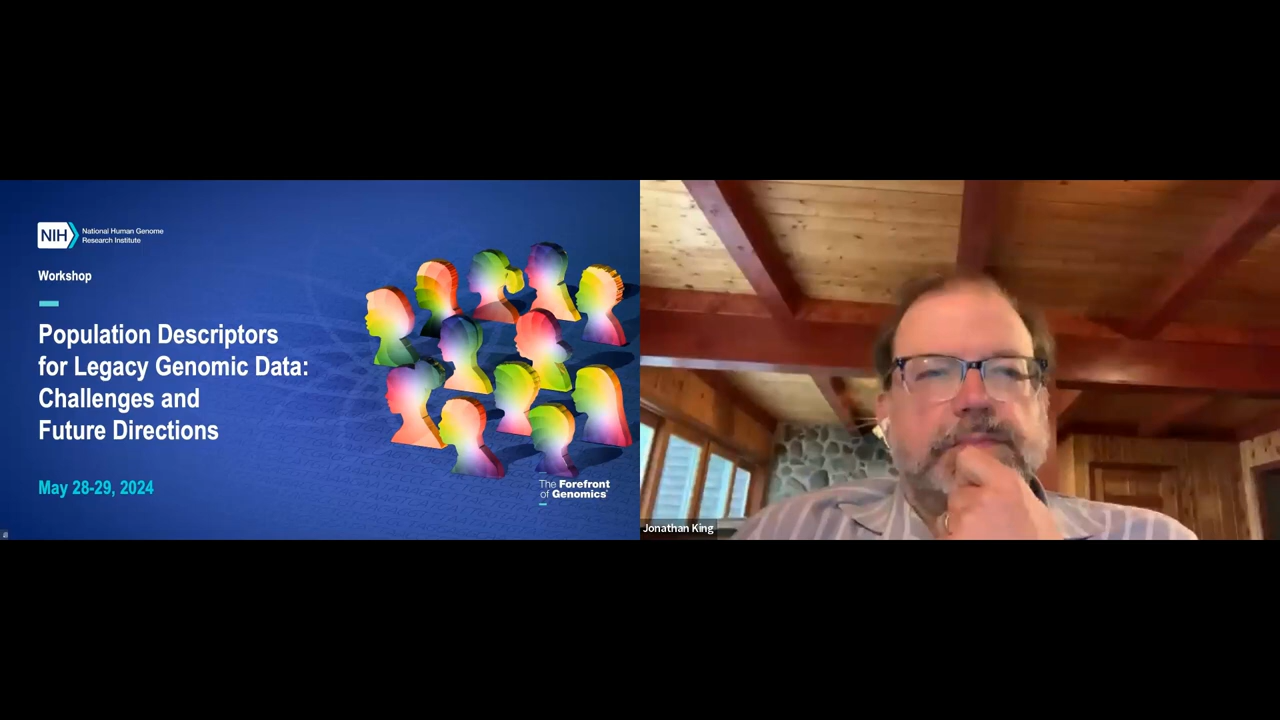 NIH
National Human Genome
Research Institute
Workshop
Population Descriptors
for Legacy Genomic Data:
Challenges and
Future Directions
May 28-29, 2024
The Forefront
of Genomics®
Jonathan King